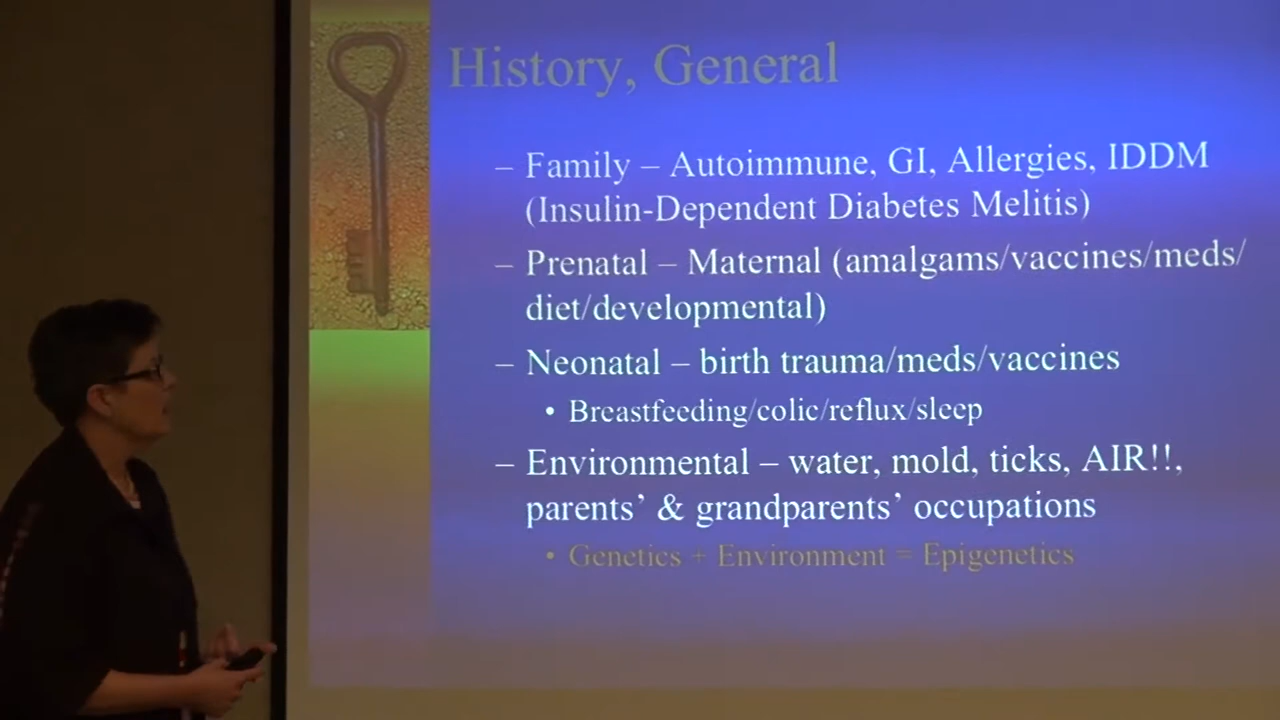 History, General
– Family – Autoimmune, GI, Allergies, IDDM
(Insulin-Dependent Diabetes Melitis)
– Prenatal – Maternal (amalgams/vaccines/meds/
diet/developmental)
– Neonatal – birth trauma/meds/vaccines
• Breastfeeding/colic/reflux/sleep
– Environmental – water, mold, ticks, AIR!!,
parents’ & grandparents’ occupations
• Genetics + Environment = Epigenetics